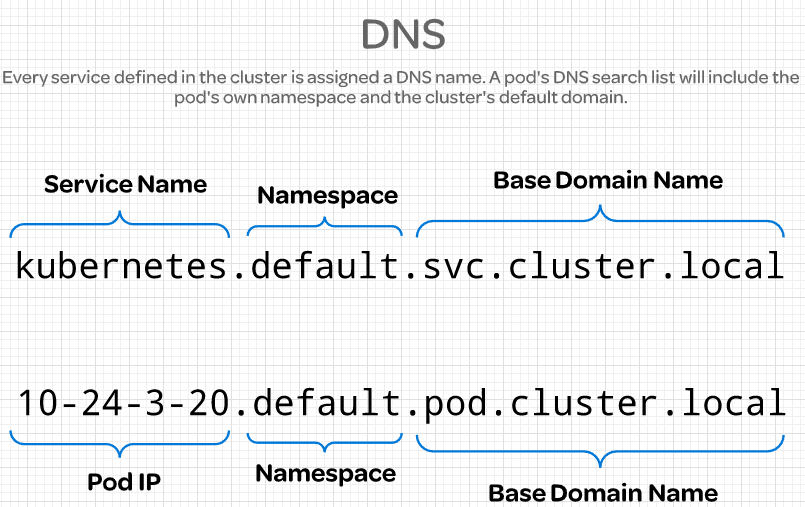 DNS
Every service defined in the cluster is assigned a DNS name. A pod's DNS search list will include the
pod's own namespace and the cluster's default domain.
Service Name
Namespace
Base Domain Name
kubernetes.default.svc.cluster.local
10-24-3-20.default.pod.cluster.local
Pod IP
Namespace
Base Domain Name